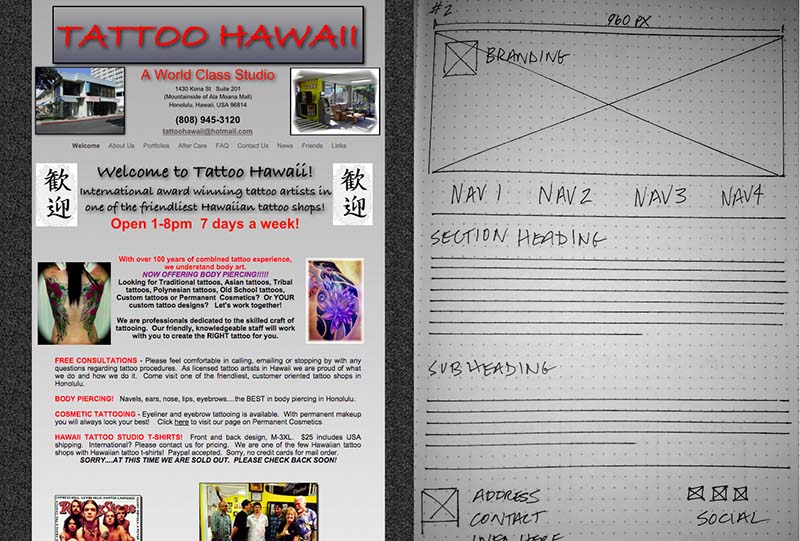 TATTOO HAWAII
A World Class Studio
1430 Kona St Suite 201
(Mountainside of Ala Moana Mall)
Honolulu, Hawaii, USA 96814
(808) 945-3120
tattoohawaii@hotmail.com
Welcome About Us Portfolios After Care FAQ Contact Us News Friends Links
歓迎
Welcome to Tattoo Hawaii!
International award winning tattoo artists in
one of the friendliest Hawaiian tattoo shops!
Open 1-8pm 7 days a week!
歓迎
With over 100 years of combined tattoo experience,
we understand body art.
NOW OFFERING BODY PIERCING!!!!!
Looking for Traditional tattoos, Asian tattoos, Tribal
tattoos, Polynesian tattoos, Old School tattoos,
Custom tattoos or Permanent Cosmetics? Or YOUR
custom tattoo designs? Let's work together!
We are professionals dedicated to the skilled craft of
tattooing. Our friendly, knowledgeable staff will work
with you to create the RIGHT tattoo for you.
FREE CONSULTATIONS - Please feel comfortable in calling, emailing or stopping by with any
questions regarding tattoo procedures. As licensed tattoo artists in Hawaii we are proud of what
we do and how we do it. Come visit one of the friendliest, customer oriented tattoo shops in
Honolulu.
BODY PIERCING! Navels, ears, nose, lips, eyebrows....the BEST in body piercing in Honolulu.
COSMETIC TATTOOING - Eyeliner and eyebrow tattooing is available. With permanent makeup
you will always look your best! Click here to visit our page on Permanent Cosmetics.
HAWAII TATTOO STUDIO T-SHIRTS! Front and back design, M-3XL. $25 includes USA
shipping. International? Please contact us for pricing. We are one of the few Hawaiian tattoo
shops with Hawaiian tattoo t-shirts! Paypal accepted. Sorry, no credit cards for mail order.
SORRY....AT THIS TIME WE ARE SOLD OUT. PLEASE CHECK BACK SOON!
#2
960 PX
BRANDING
NAV 1 NAV 2 NAV 3 NAV4
SECTION HEADING
SUBHEADING
ADDRESS
CONTACT
SOCIAL